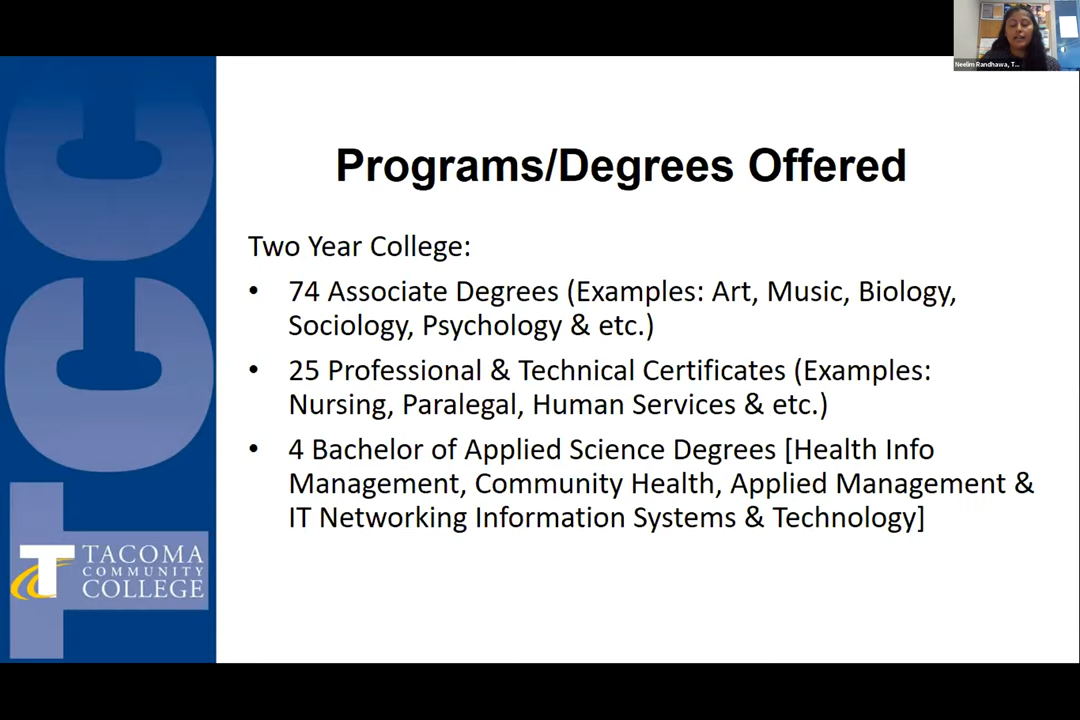 Neelim Randhawa, T...
Programs/Degrees Offered
Two Year College:
• 74 Associate Degrees (Examples: Art, Music, Biology,
Sociology, Psychology & etc.)
• 25 Professional & Technical Certificates (Examples:
Nursing, Paralegal, Human Services & etc.)
• 4 Bachelor of Applied Science Degrees [Health Info
Management, Community Health, Applied Management &
IT Networking Information Systems & Technology]
TCC
T TACOMA
COMMUNITY
COLLEGE